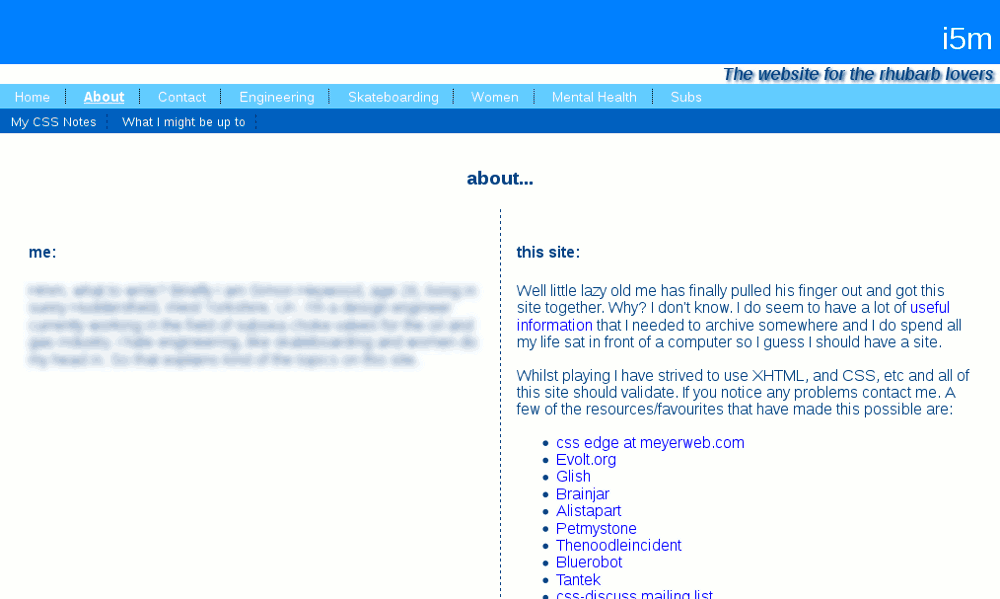 i5m
The website for the rhubarb lovers
Home About Contact Engineering Skateboarding Women Mental Health Subs
My CSS Notes What I might be up to
about...
me:
this site:
Well little lazy old me has finally pulled his finger out and got this
site together. Why? I don't know. I do seem to have a lot of useful
information that I needed to archive somewhere and I do spend all
my life sat in front of a computer so I guess I should have a site.
Whilst playing I have strived to use XHTML, and CSS, etc and all of
this site should validate. If you notice any problems contact me. A
few of the resources/favourites that have made this possible are:
css edge at meyerweb.com
Evolt.org
Glish
Brainjar
Alistapart
Petmystone
Thenoodleincident
Bluerobot
Tantek
css-discuss mailing list